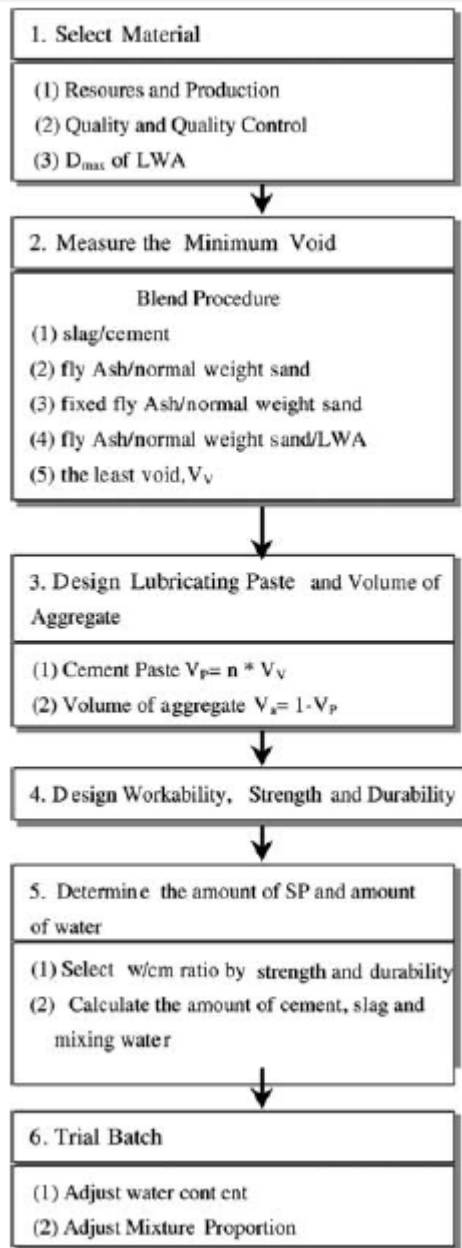 1. Select Material
(1) Resoures and Production
(2) Quality and Quality Control
(3) Dmax of LWA
2. Measure the Minimum Void
Blend Procedure
(1) slag/cement
(2) fly Ash/normal weight sand
(3) fixed fly Ash/normal weight sand
(4) fly Ash/normal weight sand/LWA
(5) the least void, VV
3. Design Lubricating Paste and Volume of
Aggregate
(1) Cement Paste VP= n * VV
(2) Volume of aggregate Va= 1-VP
4. Design Workability, Strength and Durability
5. Determine the amount of SP and amount
of water
(1) Select w/cm ratio by strength and durability
(2) Calculate the amount of cement, slag and
mixing water
6. Trial Batch
(1) Adjust water cont ent
(2) Adjust Mixture Proportion